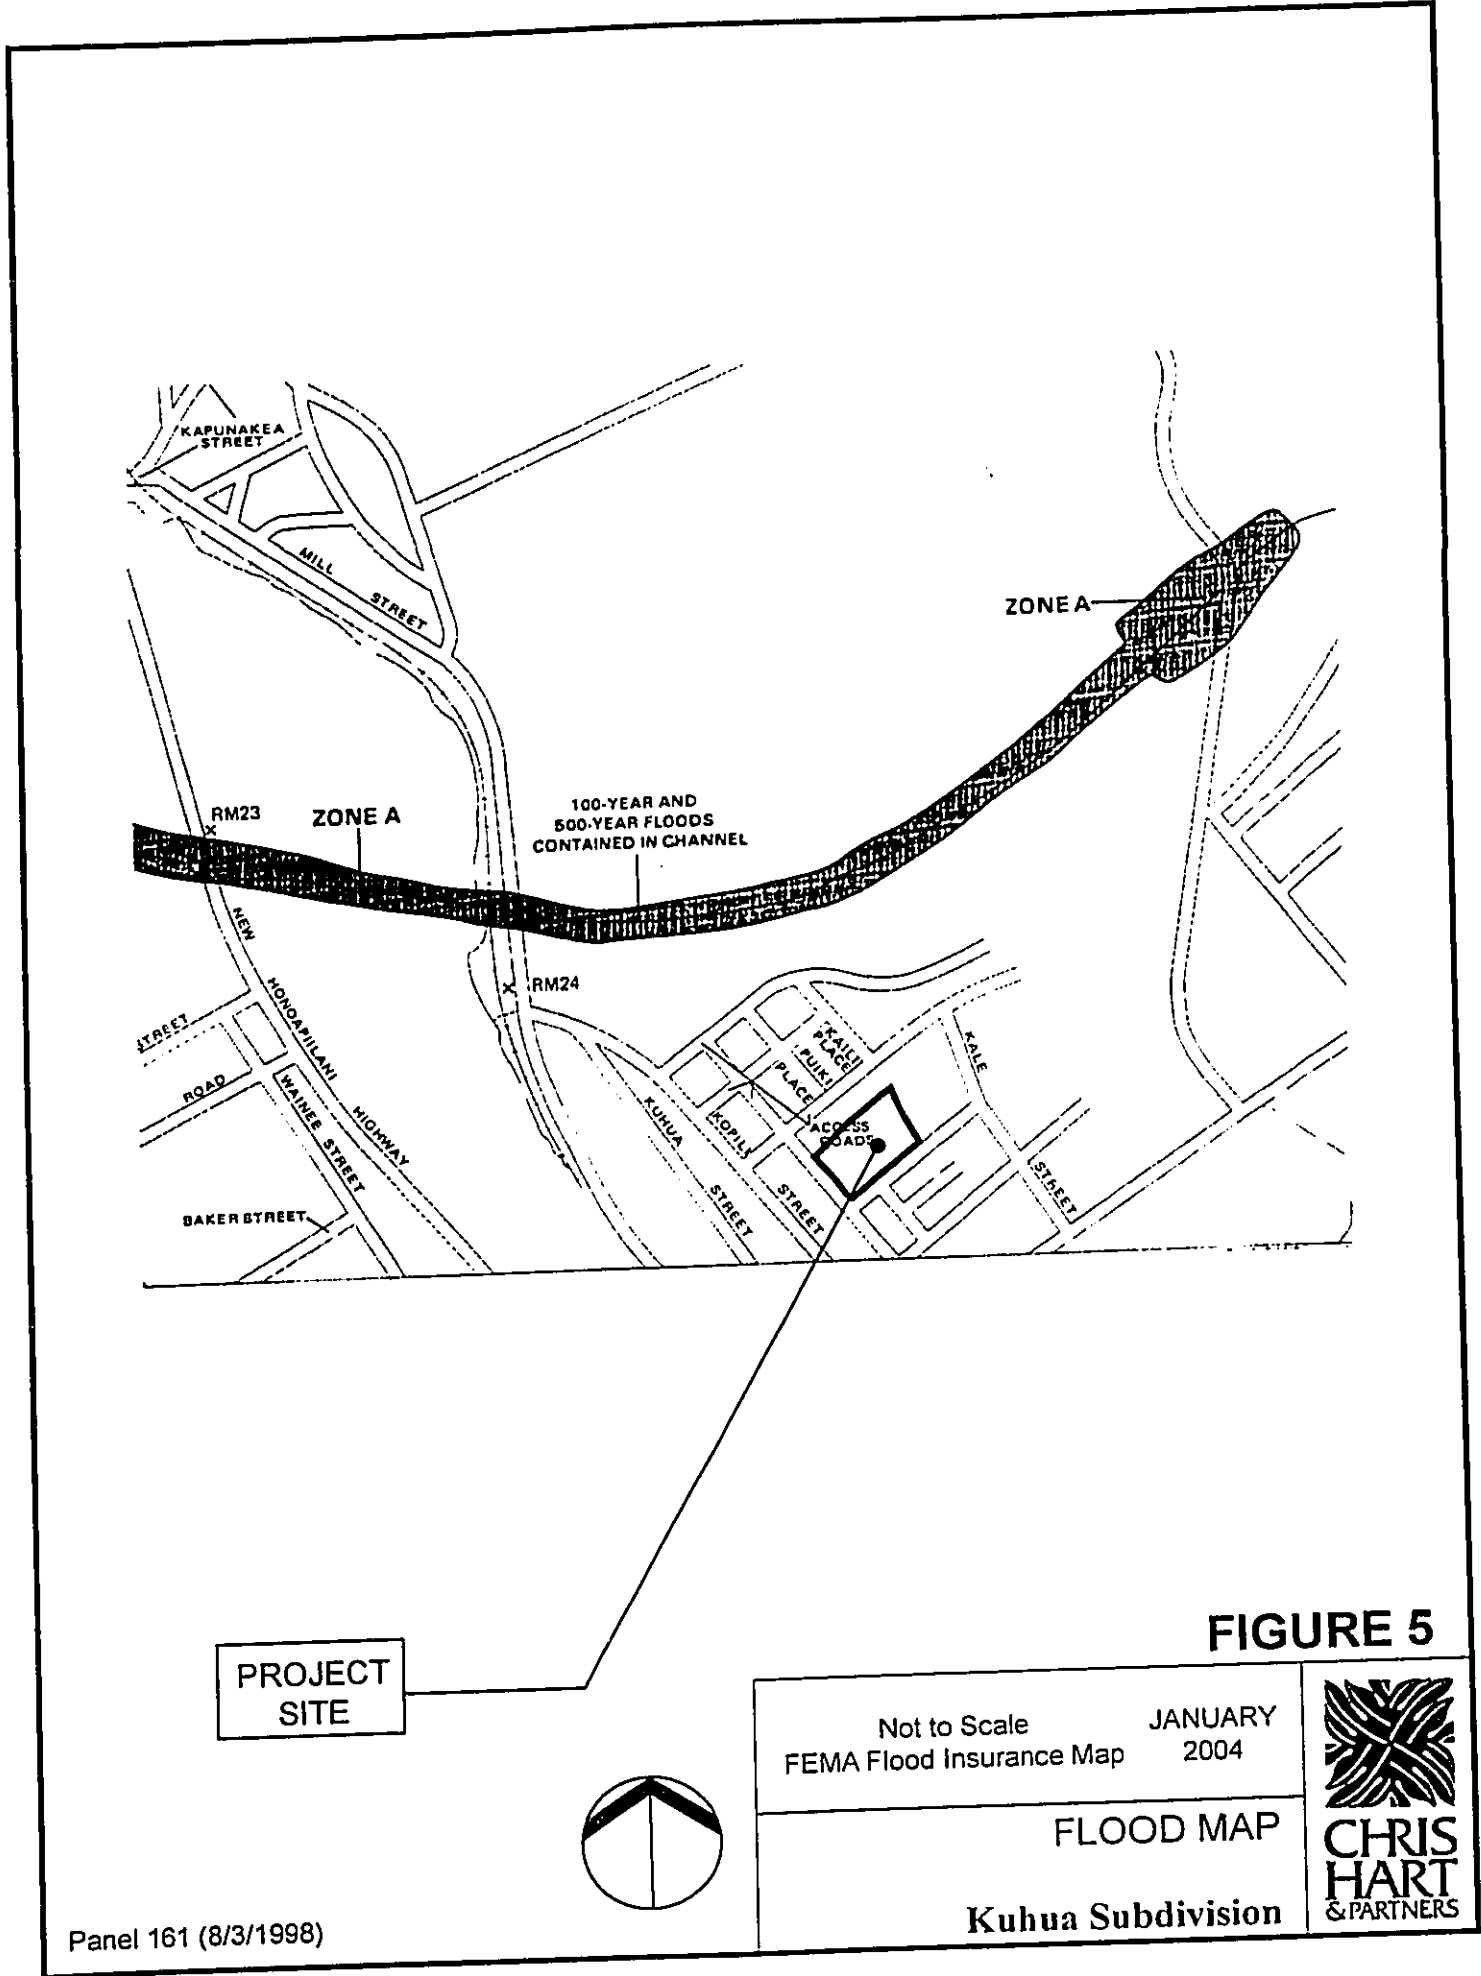 KAPUNAKEA
STREET
MILL
STREET
ZONE A
RM23
ZONE A
100-YEAR AND
500-YEAR FLOODS
CONTAINED IN CHANNEL
NEW
HONOAPIILANI
HIGHWAY
RM24
STREET
ROAD
WAINEE STREET
BAKER STREET
KUHUA
STREET
KOPILI
STREET
KAILI
PLACE
PUIKI
PLACE
ACCESS
ROADS
KALE
STREET
PROJECT
SITE
FIGURE 5
Not to Scale
FEMA Flood Insurance Map
JANUARY
2004
FLOOD MAP
Kuhua Subdivision
CHRIS
HART
& PARTNERS
Panel 161 (8/3/1998)